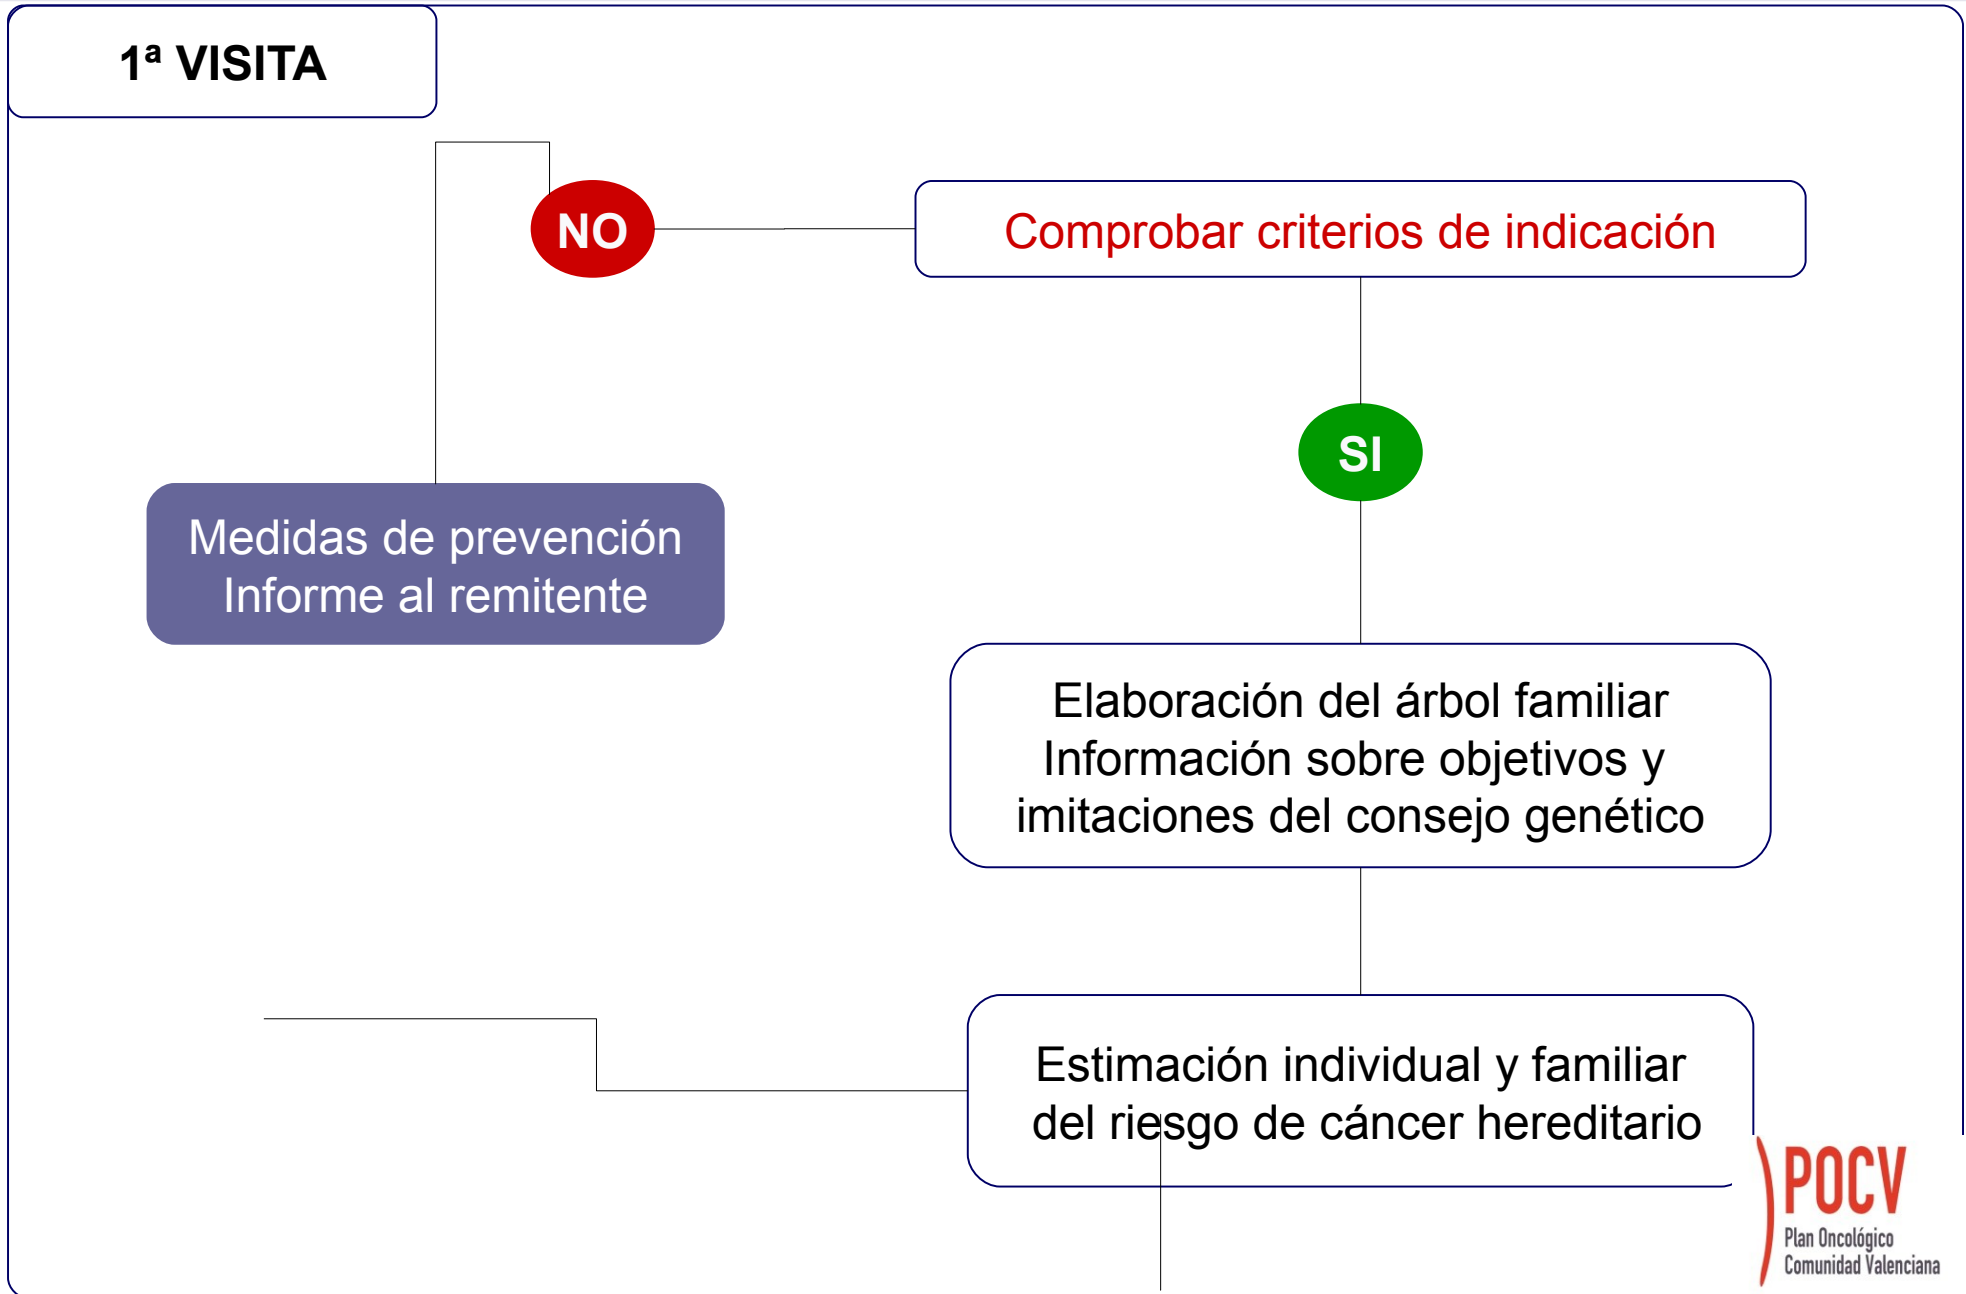 1ª VISITA
NO
Comprobar criterios de indicación
SI
Medidas de prevención
Informe al remitente
Elaboración del árbol familiar
Información sobre objetivos y
imitaciones del consejo genético
Estimación individual y familiar
del riesgo de cáncer hereditario
POCV
Plan Oncológico
Comunidad Valenciana